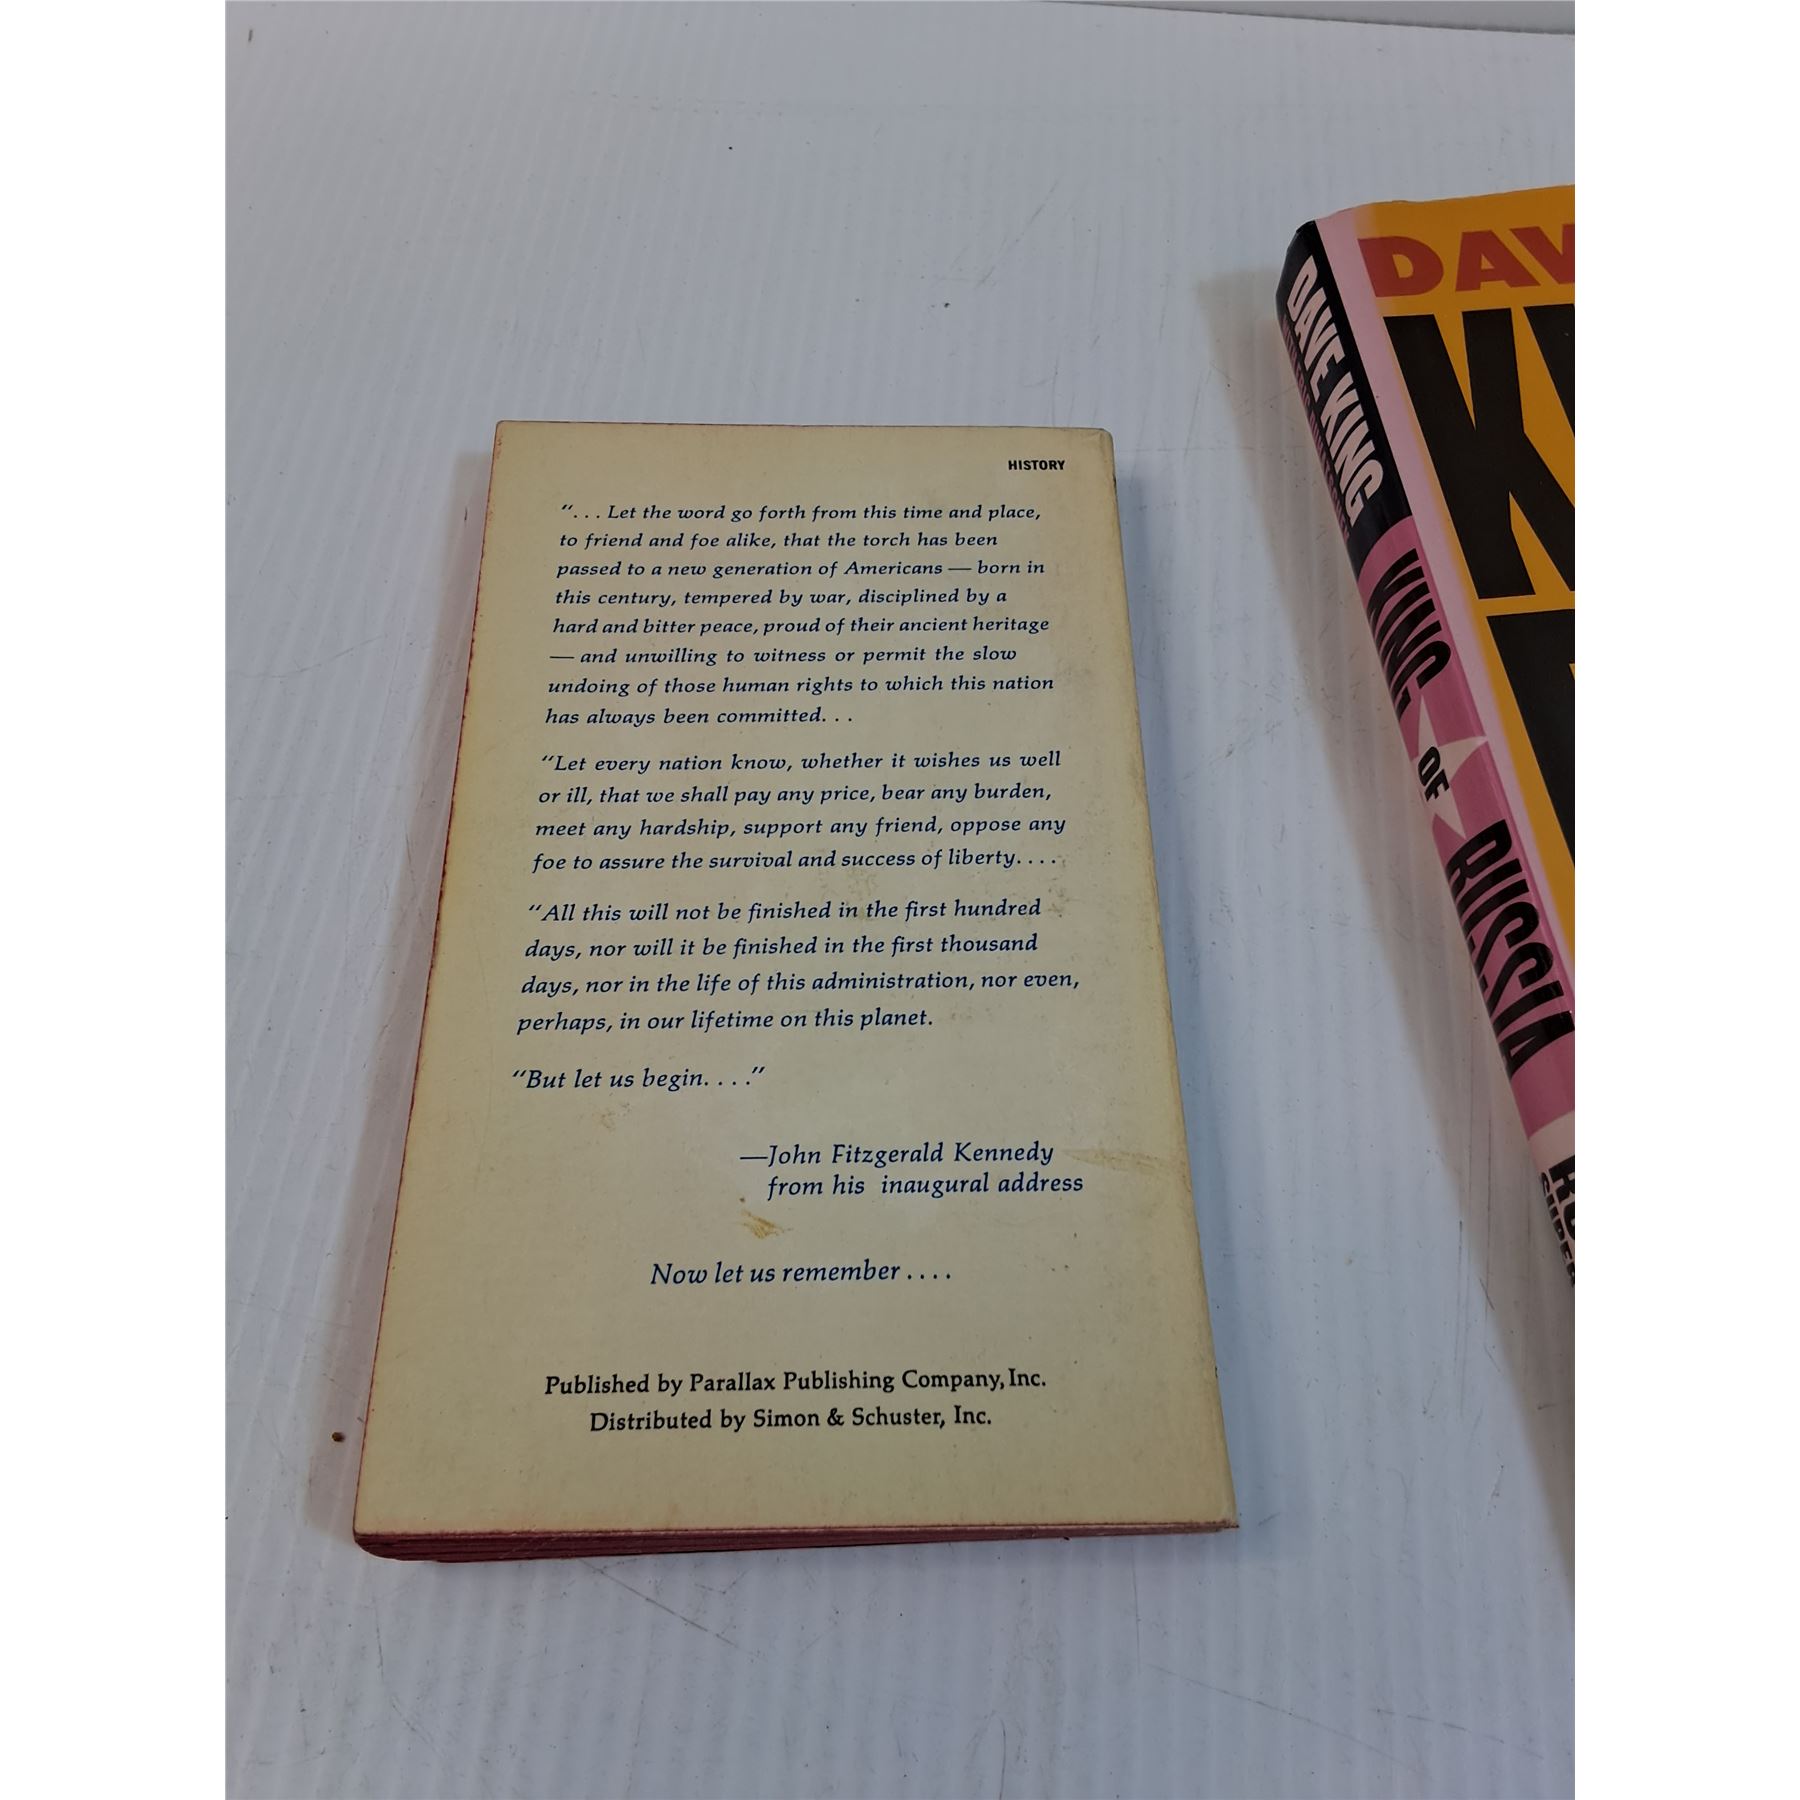 HISTORY
“. . . Let the word go forth from this time and place,
to friend and foe alike, that the torch has been
passed to a new generation of Americans — born in
this century, tempered by war, disciplined by a
hard and bitter peace, proud of their ancient heritage
— and unwilling to witness or permit the slow
undoing of those human rights to which this nation
has always been committed. . .
“Let every nation know, whether it wishes us well
or ill, that we shall pay any price, bear any burden,
meet any hardship, support any friend, oppose any
foe to assure the survival and success of liberty. . . .
“All this will not be finished in the first hundred
days, nor will it be finished in the first thousand
days, nor in the life of this administration, nor even,
perhaps, in our lifetime on this planet.
“But let us begin. . . .”
—John Fitzgerald Kennedy
from his inaugural address
Now let us remember . . . .
Published by Parallax Publishing Company, Inc.
Distributed by Simon & Schuster, Inc.
DAVE KING
KING OF RUSSIA
DAV
K